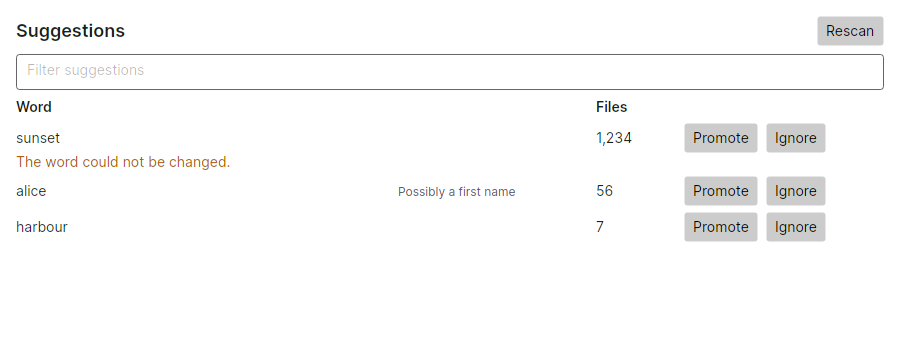 Suggestions Rescan
Filter suggestions
Word Files
sunset 1,234 Promote Ignore
The word could not be changed.
alice Possibly a first name 56 Promote Ignore
harbour 7 Promote Ignore